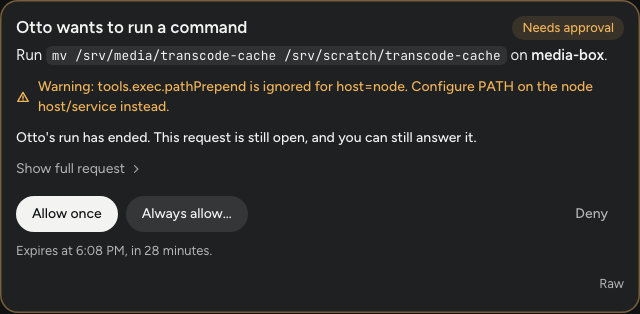 Otto wants to run a command
Needs approval
Run mv /srv/media/transcode-cache /srv/scratch/transcode-cache on media-box.
Warning: tools.exec.pathPrepend is ignored for host=node. Configure PATH on the node
host/service instead.
Otto's run has ended. This request is still open, and you can still answer it.
Show full request
Allow once
Always allow...
Deny
Expires at 6:08 PM, in 28 minutes.
Raw